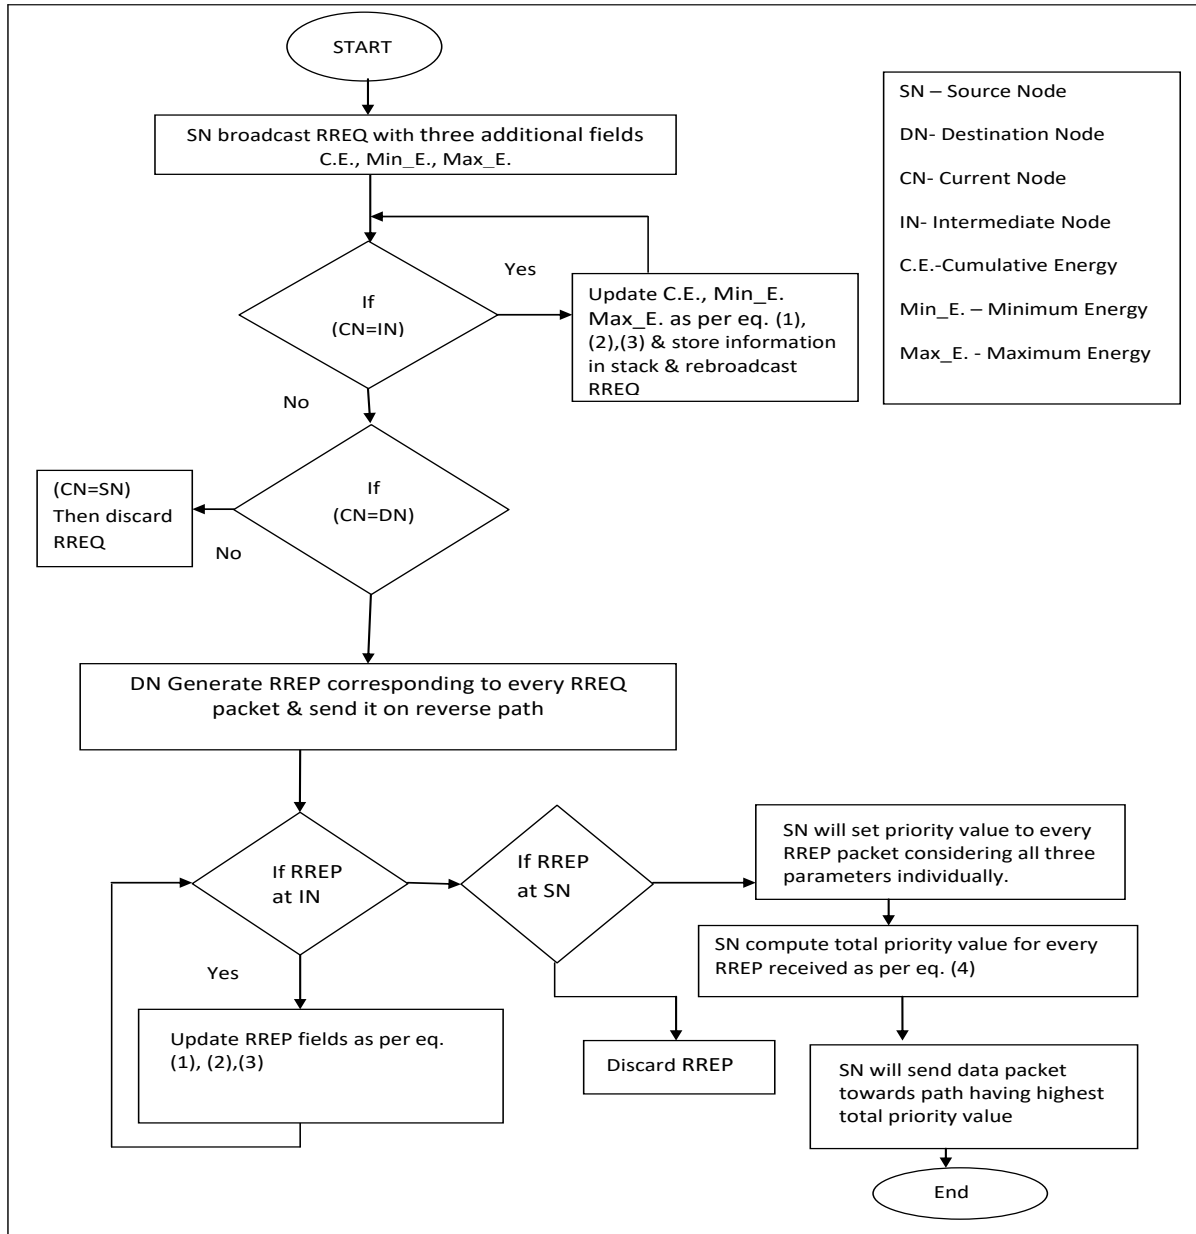 START
SN broadcast RREQ with three additional fields
C.E., Min_E., Max_E.
SN – Source Node
DN- Destination Node
CN- Current Node
IN- Intermediate Node
C.E.-Cumulative Energy
Min_E. – Minimum Energy
Max_E. - Maximum Energy
If
(CN=IN)
Yes
Update C.E., Min_E.
Max_E. as per eq. (1),
(2),(3) & store information
in stack & rebroadcast
RREQ
No
If
(CN=DN)
(CN=SN)
Then discard
RREQ
No
DN Generate RREP corresponding to every RREQ
packet & send it on reverse path
If RREP
at IN
If RREP
at SN
SN will set priority value to every
RREP packet considering all three
parameters individually.
SN compute total priority value for every
RREP received as per eq. (4)
Yes
Update RREP fields as per eq.
(1), (2),(3)
Discard RREP
SN will send data packet
towards path having highest
total priority value
End